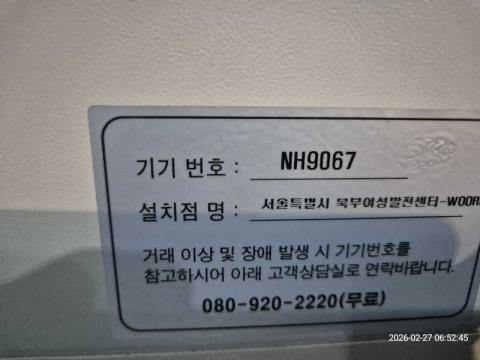 기기 번호 : NH9067
설치점 명 : 서울특별시 북부여성발전센터-WOORI
거래 이상 및 장애 발생 시 기기번호를
참고하시어 아래 고객상담실로 연락바랍니다.
080-920-2220(무료)
2026-02-27 06:52:45